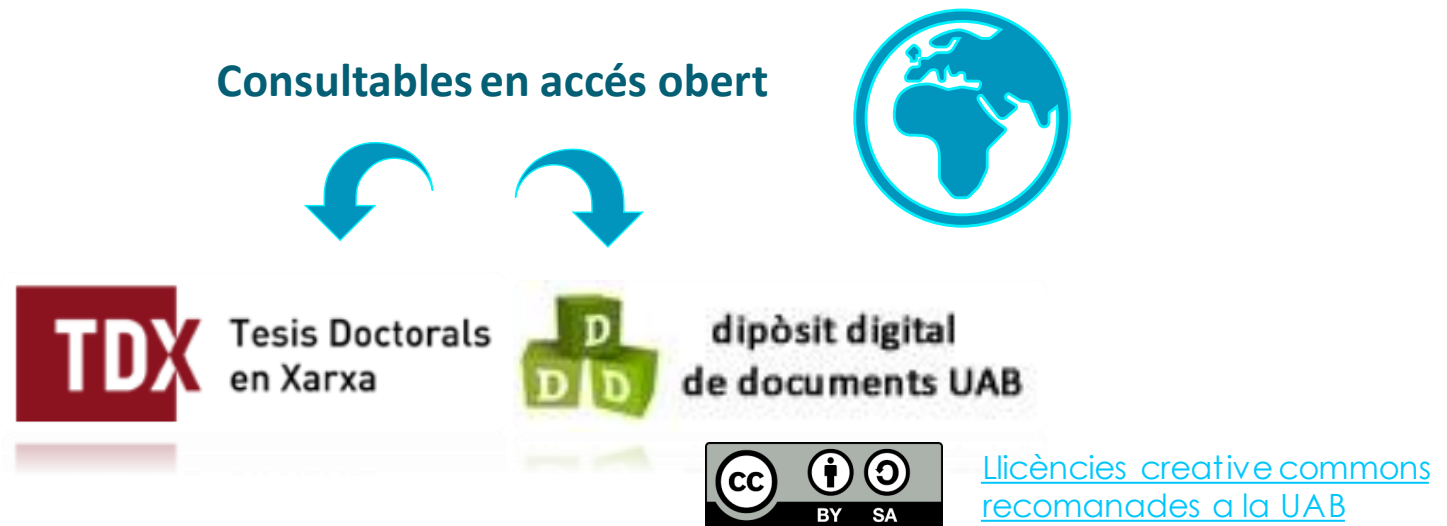 Consultables en accés obert
TDX
Tesis Doctorals
en Xarxa
D
D D
dipòsit digital
de documents UAB
cc
BY SA
Llicències creative commons
recomanades a la UAB